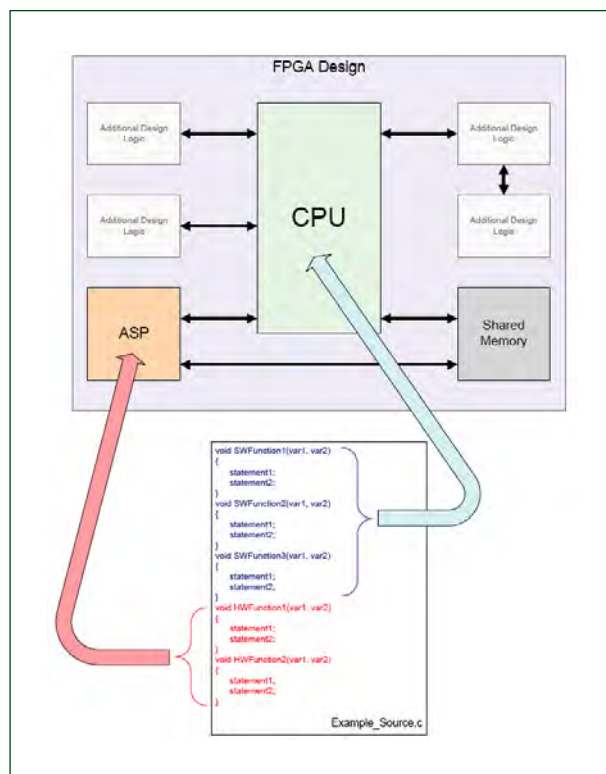 FPGA Design
Additional Design
Logic
Additional Design
Logic
CPU
Additional Design
Logic
Additional Design
Logic
ASP
Shared
Memory
void SWFunction1(var1, var2)
{
statement1;
statement2;
}
void SWFunction2(var1, var2)
{
statement1;
statement2;
}
void SWFunction3(var1, var2)
{
statement1;
statement2;
}
void HWFunction1(var1, var2)
{
statement1;
statement2;
}
void HWFunction2(var1, var2)
{
statement1;
statement2;
}
Example_Source.c